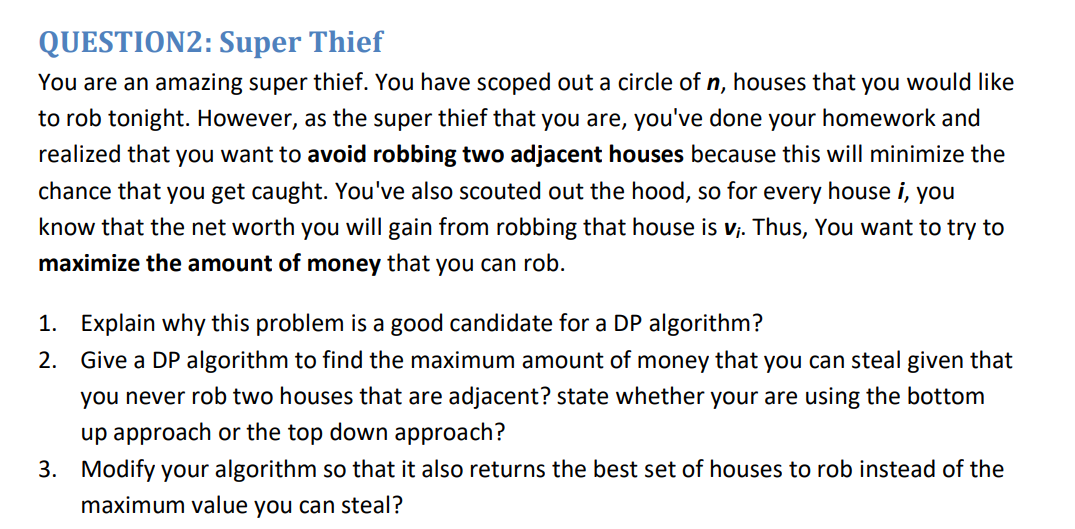 QUESTION2: Super Thief
You are an amazing super thief. You have scoped out a circle of n, houses that you would like
to rob tonight. However, as the super thief that you are, you've done your homework and
realized that you want to avoid robbing two adjacent houses because this will minimize the
chance that you get caught. You've also scouted out the hood, so for every house i, you
know that the net worth you will gain from robbing that house is vi. Thus, You want to try to
maximize the amount of money that you can rob.
1. Explain why this problem is a good candidate for a DP algorithm?
2. Give a DP algorithm to find the maximum amount of money that you can steal given that
you never rob two houses that are adjacent? state whether your are using the bottom
up approach or the top down approach?
3. Modify your algorithm so that it also returns the best set of houses to rob instead of the
maximum value you can steal?